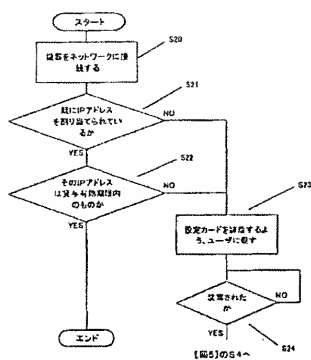 スタート
S20
装置をネットワークに接
続する
S21
既にIPアドレス
を割り当てられている
か
NO
YES
S22
そのIPアドレス
は貸与有効期限内
のものか
NO
YES
S23
設定カードを装着するよ
う、ユーザに促す
装着された
か
NO
YES
S24
エンド
【図5】のS4へ